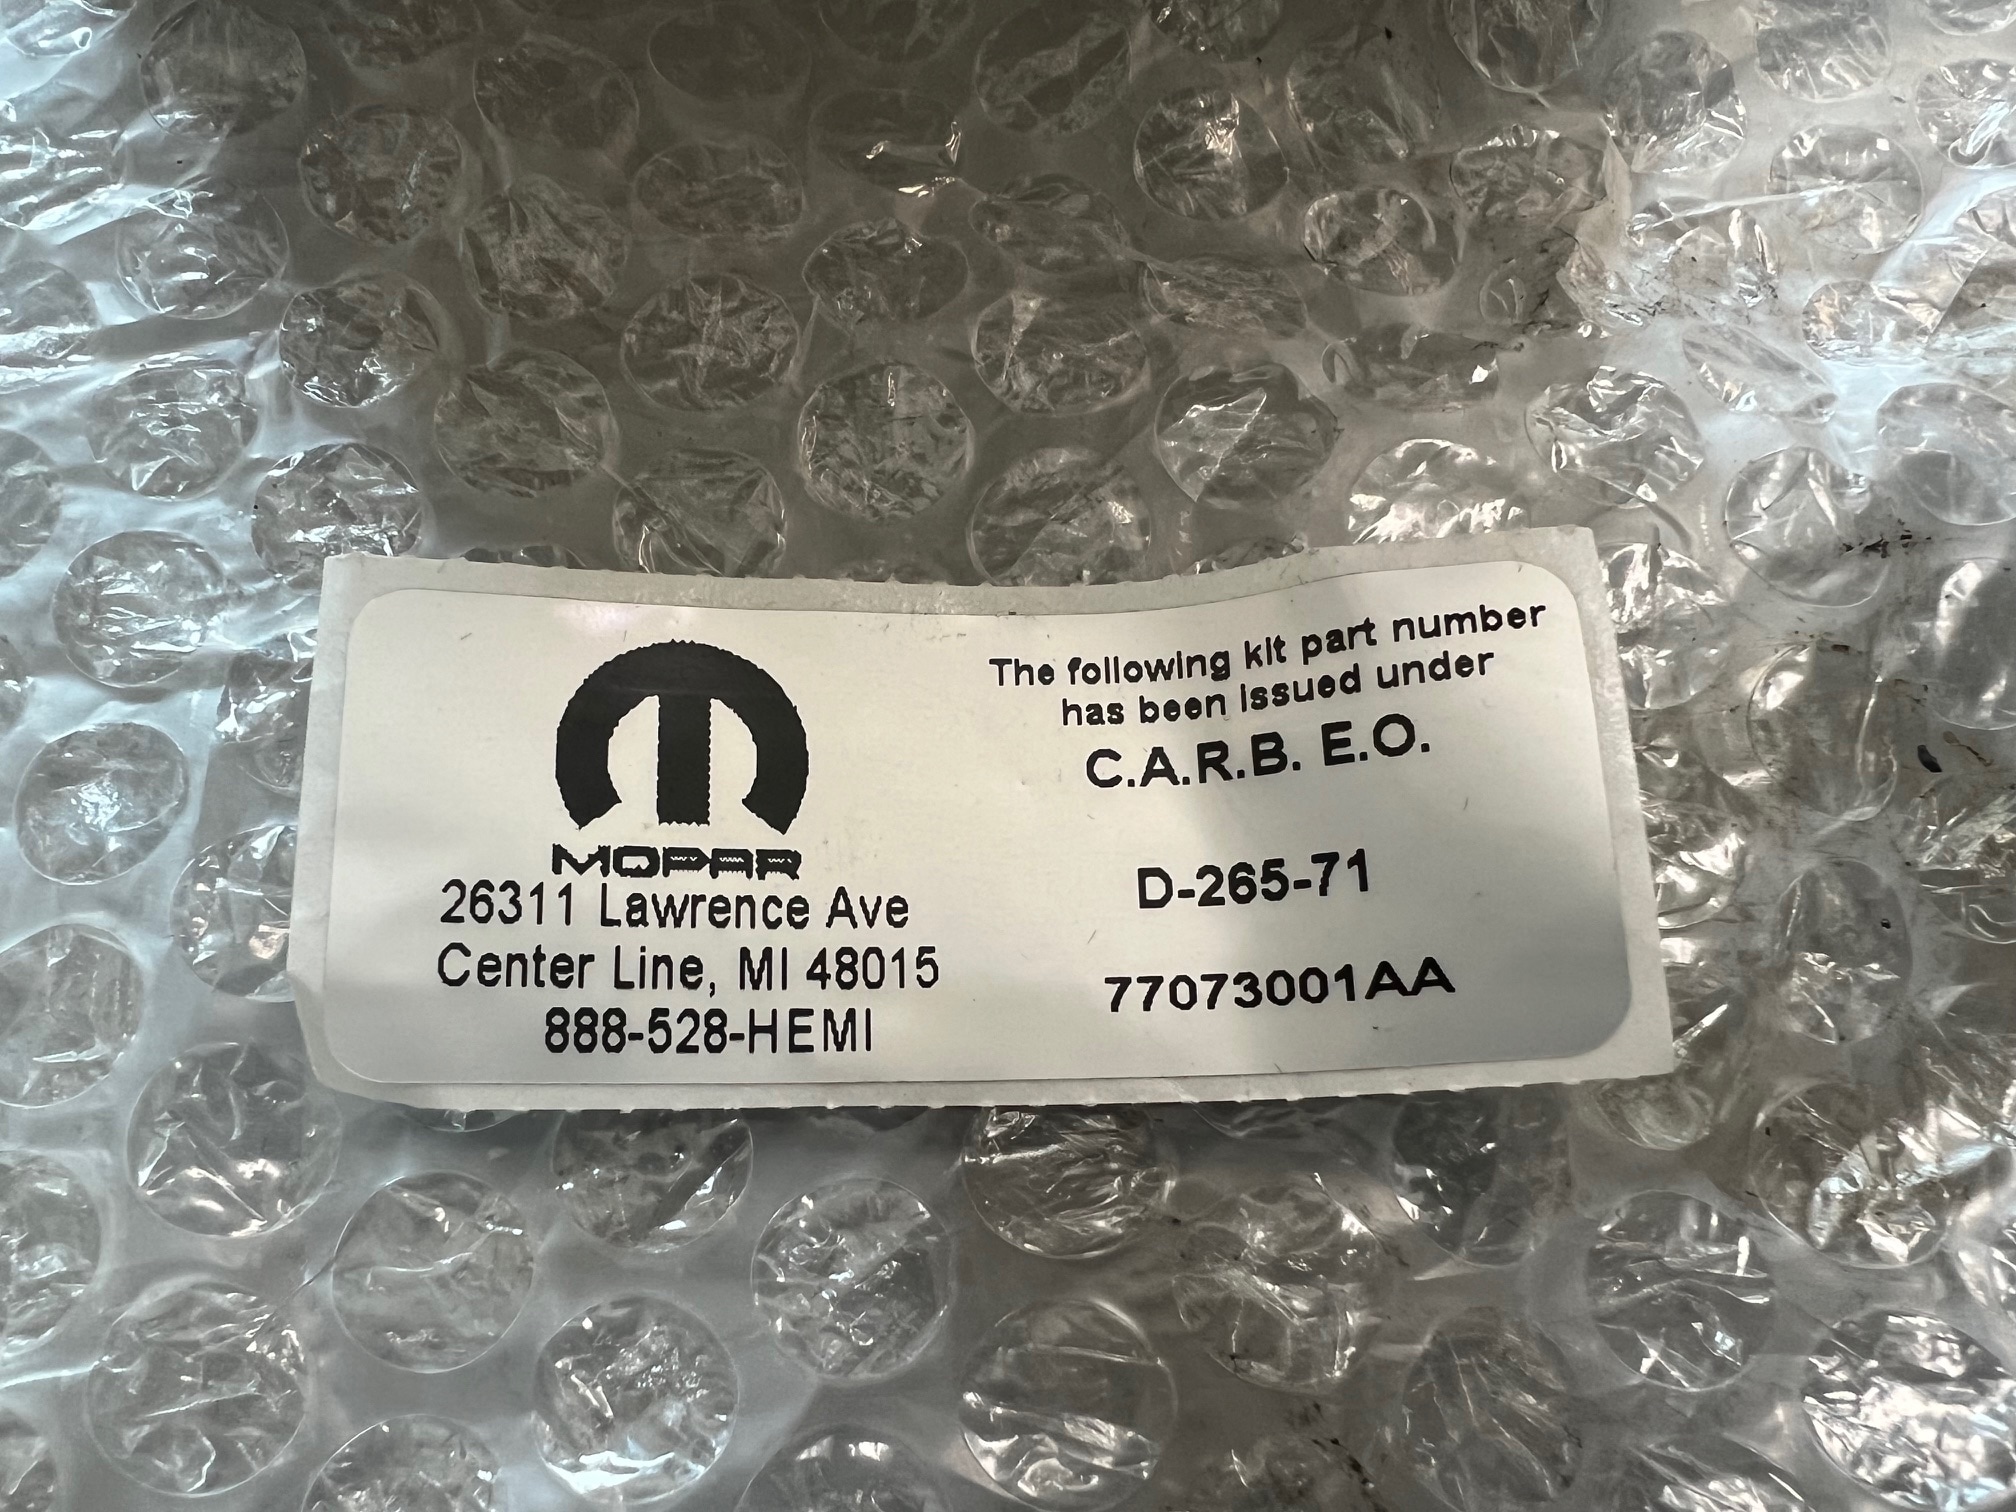 MOPAR
26311 Lawrence Ave
Center Line, MI 48015
888-528-HEMI
The following kit part number
has been issued under
C.A.R.B. E.O.
D-265-71
77073001AA